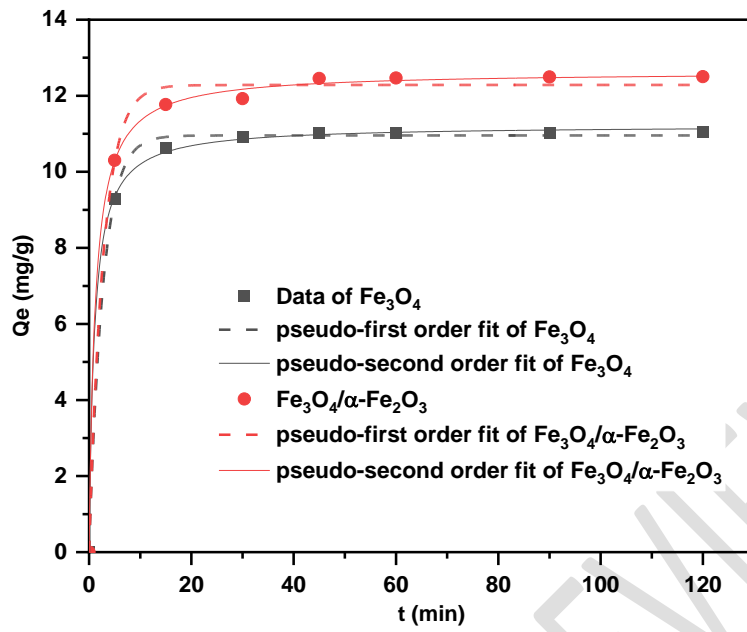 14
12
10
8
6
4
2
0
Qe (mg/g)
Data of Fe₃O₄
pseudo-first order fit of Fe₃O₄
pseudo-second order fit of Fe₃O₄
Fe₃O₄/α-Fe₂O₃
pseudo-first order fit of Fe₃O₄/α-Fe₂O₃
pseudo-second order fit of Fe₃O₄/α-Fe₂O₃
0 20 40 60 80 100 120
t (min)